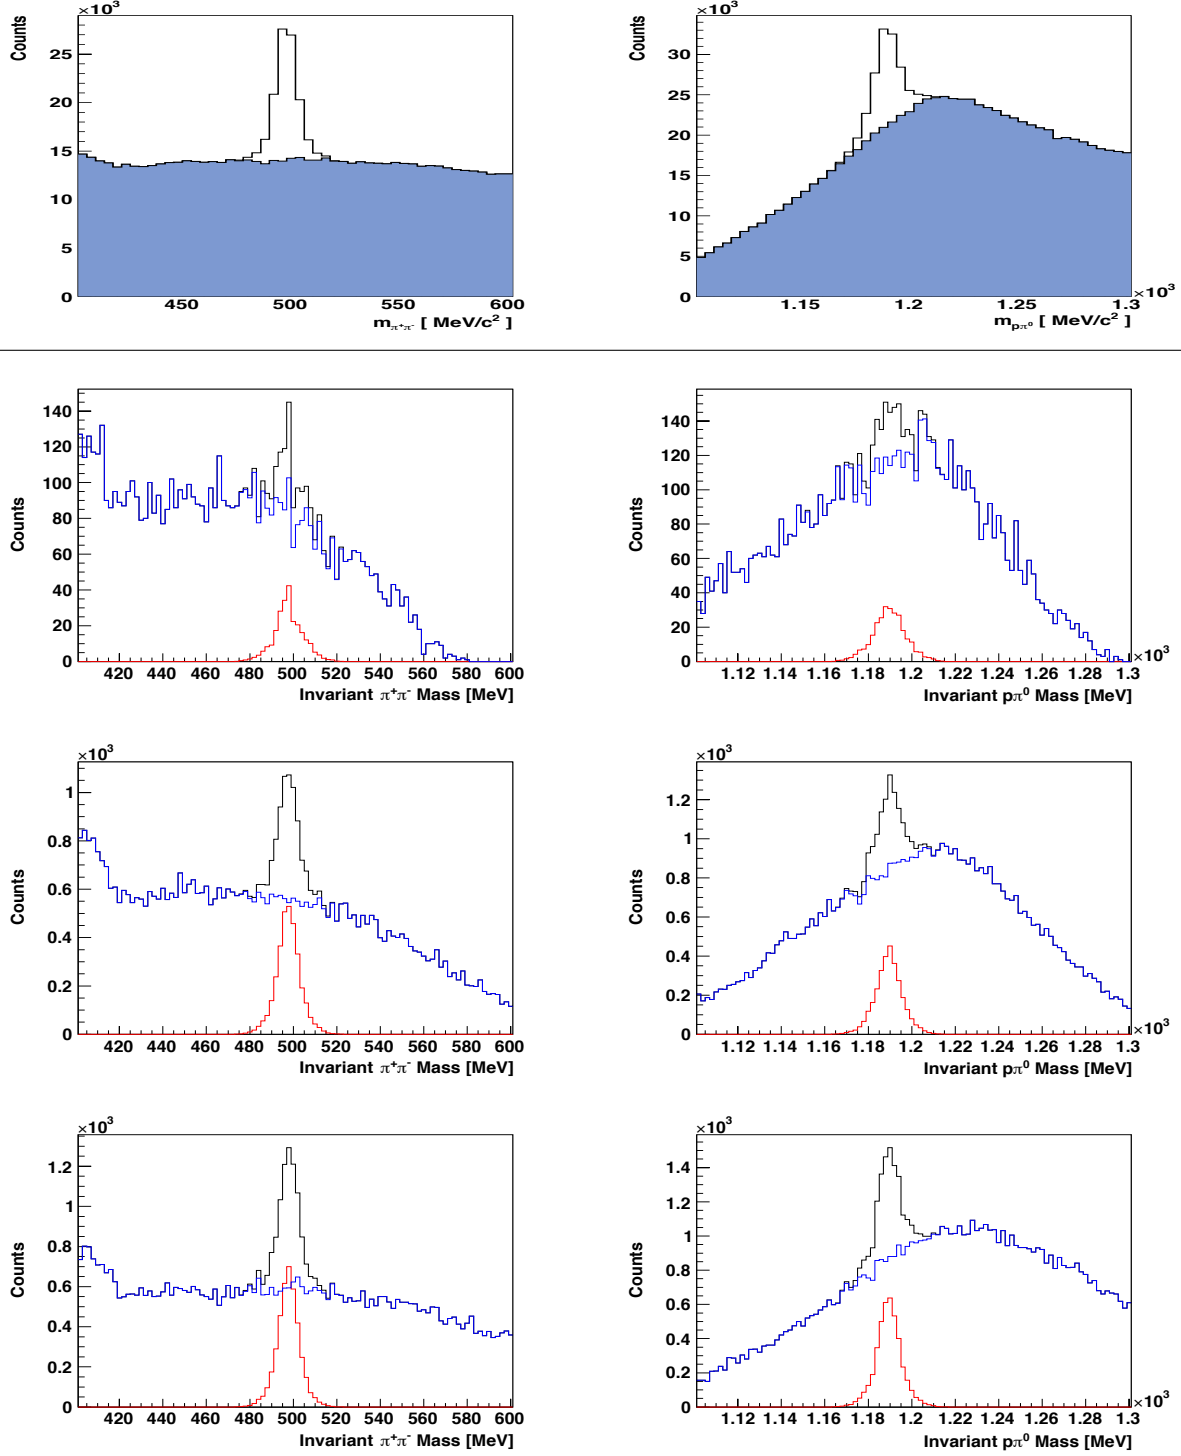 ×10³
Counts
25
20
15
10
5
0
450 500 550 600
m_π⁺π⁻ [ MeV/c² ]
×10³
Counts
30
25
20
15
10
5
0
1.15 1.2 1.25 1.3
×10³
m_pπ⁰ [ MeV/c² ]
Counts
140
120
100
80
60
40
20
0
420 440 460 480 500 520 540 560 580 600
Invariant π⁺π⁻ Mass [MeV]
Counts
140
120
100
80
60
40
20
0
1.12 1.14 1.16 1.18 1.2 1.22 1.24 1.26 1.28 1.3
×10³
Invariant pπ⁰ Mass [MeV]
×10³
Counts
1
0.8
0.6
0.4
0.2
0
420 440 460 480 500 520 540 560 580 600
Invariant π⁺π⁻ Mass [MeV]
×10³
Counts
1.2
1
0.8
0.6
0.4
0.2
0
1.12 1.14 1.16 1.18 1.2 1.22 1.24 1.26 1.28 1.3
×10³
Invariant pπ⁰ Mass [MeV]
×10³
Counts
1.2
1
0.8
0.6
0.4
0.2
0
420 440 460 480 500 520 540 560 580 600
Invariant π⁺π⁻ Mass [MeV]
×10³
Counts
1.4
1.2
1
0.8
0.6
0.4
0.2
0
1.12 1.14 1.16 1.18 1.2 1.22 1.24 1.26 1.28 1.3
×10³
Invariant pπ⁰ Mass [MeV]